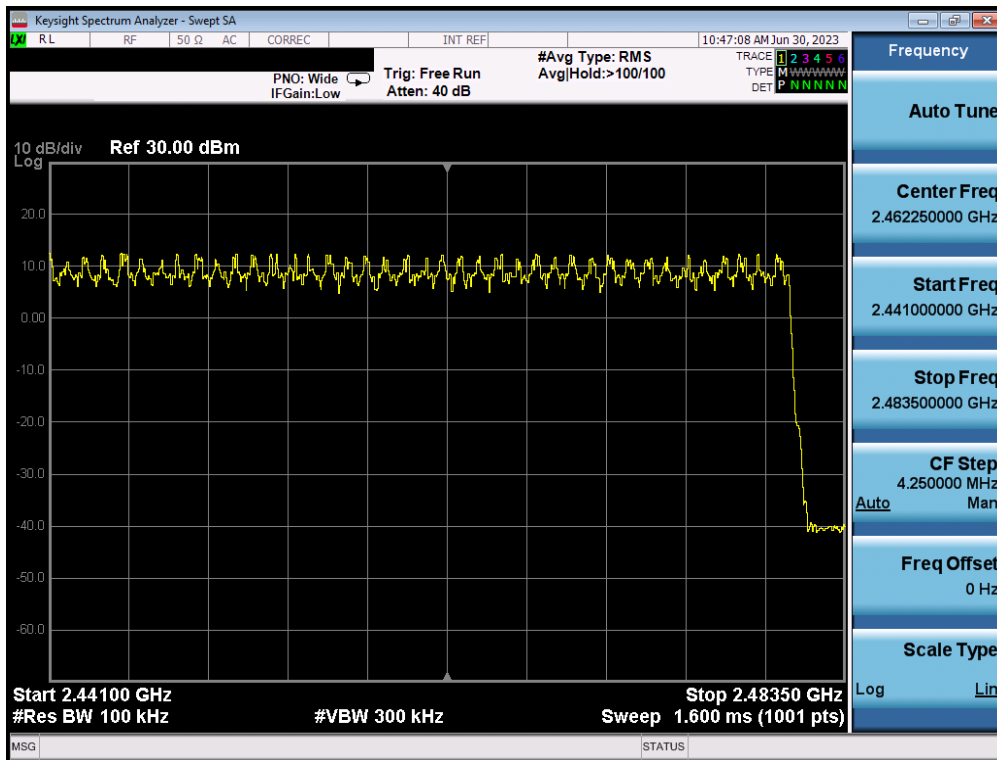 Keysight Spectrum Analyzer - Swept SA
LXI RL RF 50 Ω AC CORREC INT REF 10:47:08 AM Jun 30, 2023
Frequency
PNO: Wide
IFGain:Low
Trig: Free Run
Atten: 40 dB
#Avg Type: RMS
Avg|Hold:>100/100
TRACE 1 2 3 4 5 6
TYPE M WWWWW
DET P N N N N N
10 dB/div
Log
Ref 30.00 dBm
20.0
10.0
0.00
-10.0
-20.0
-30.0
-40.0
-50.0
-60.0
Start 2.44100 GHz
Stop 2.48350 GHz
#Res BW 100 kHz
#VBW 300 kHz
Sweep 1.600 ms (1001 pts)
MSG
STATUS
Auto Tune
Center Freq
2.462250000 GHz
Start Freq
2.441000000 GHz
Stop Freq
2.483500000 GHz
CF Step
4.250000 MHz
Auto Man
Freq Offset
0 Hz
Scale Type
Log Lin